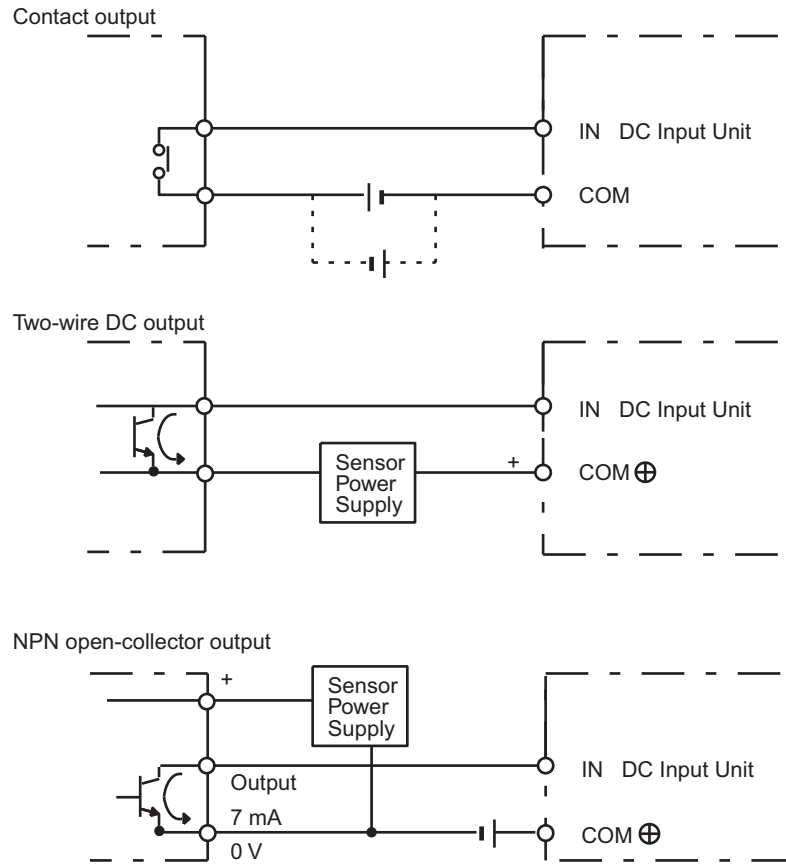 Contact output
IN DC Input Unit
COM
Two-wire DC output
IN DC Input Unit
Sensor
Power
Supply
+
COM ⊕
NPN open-collector output
+
Sensor
Power
Supply
IN DC Input Unit
Output
7 mA
COM ⊕
0 V